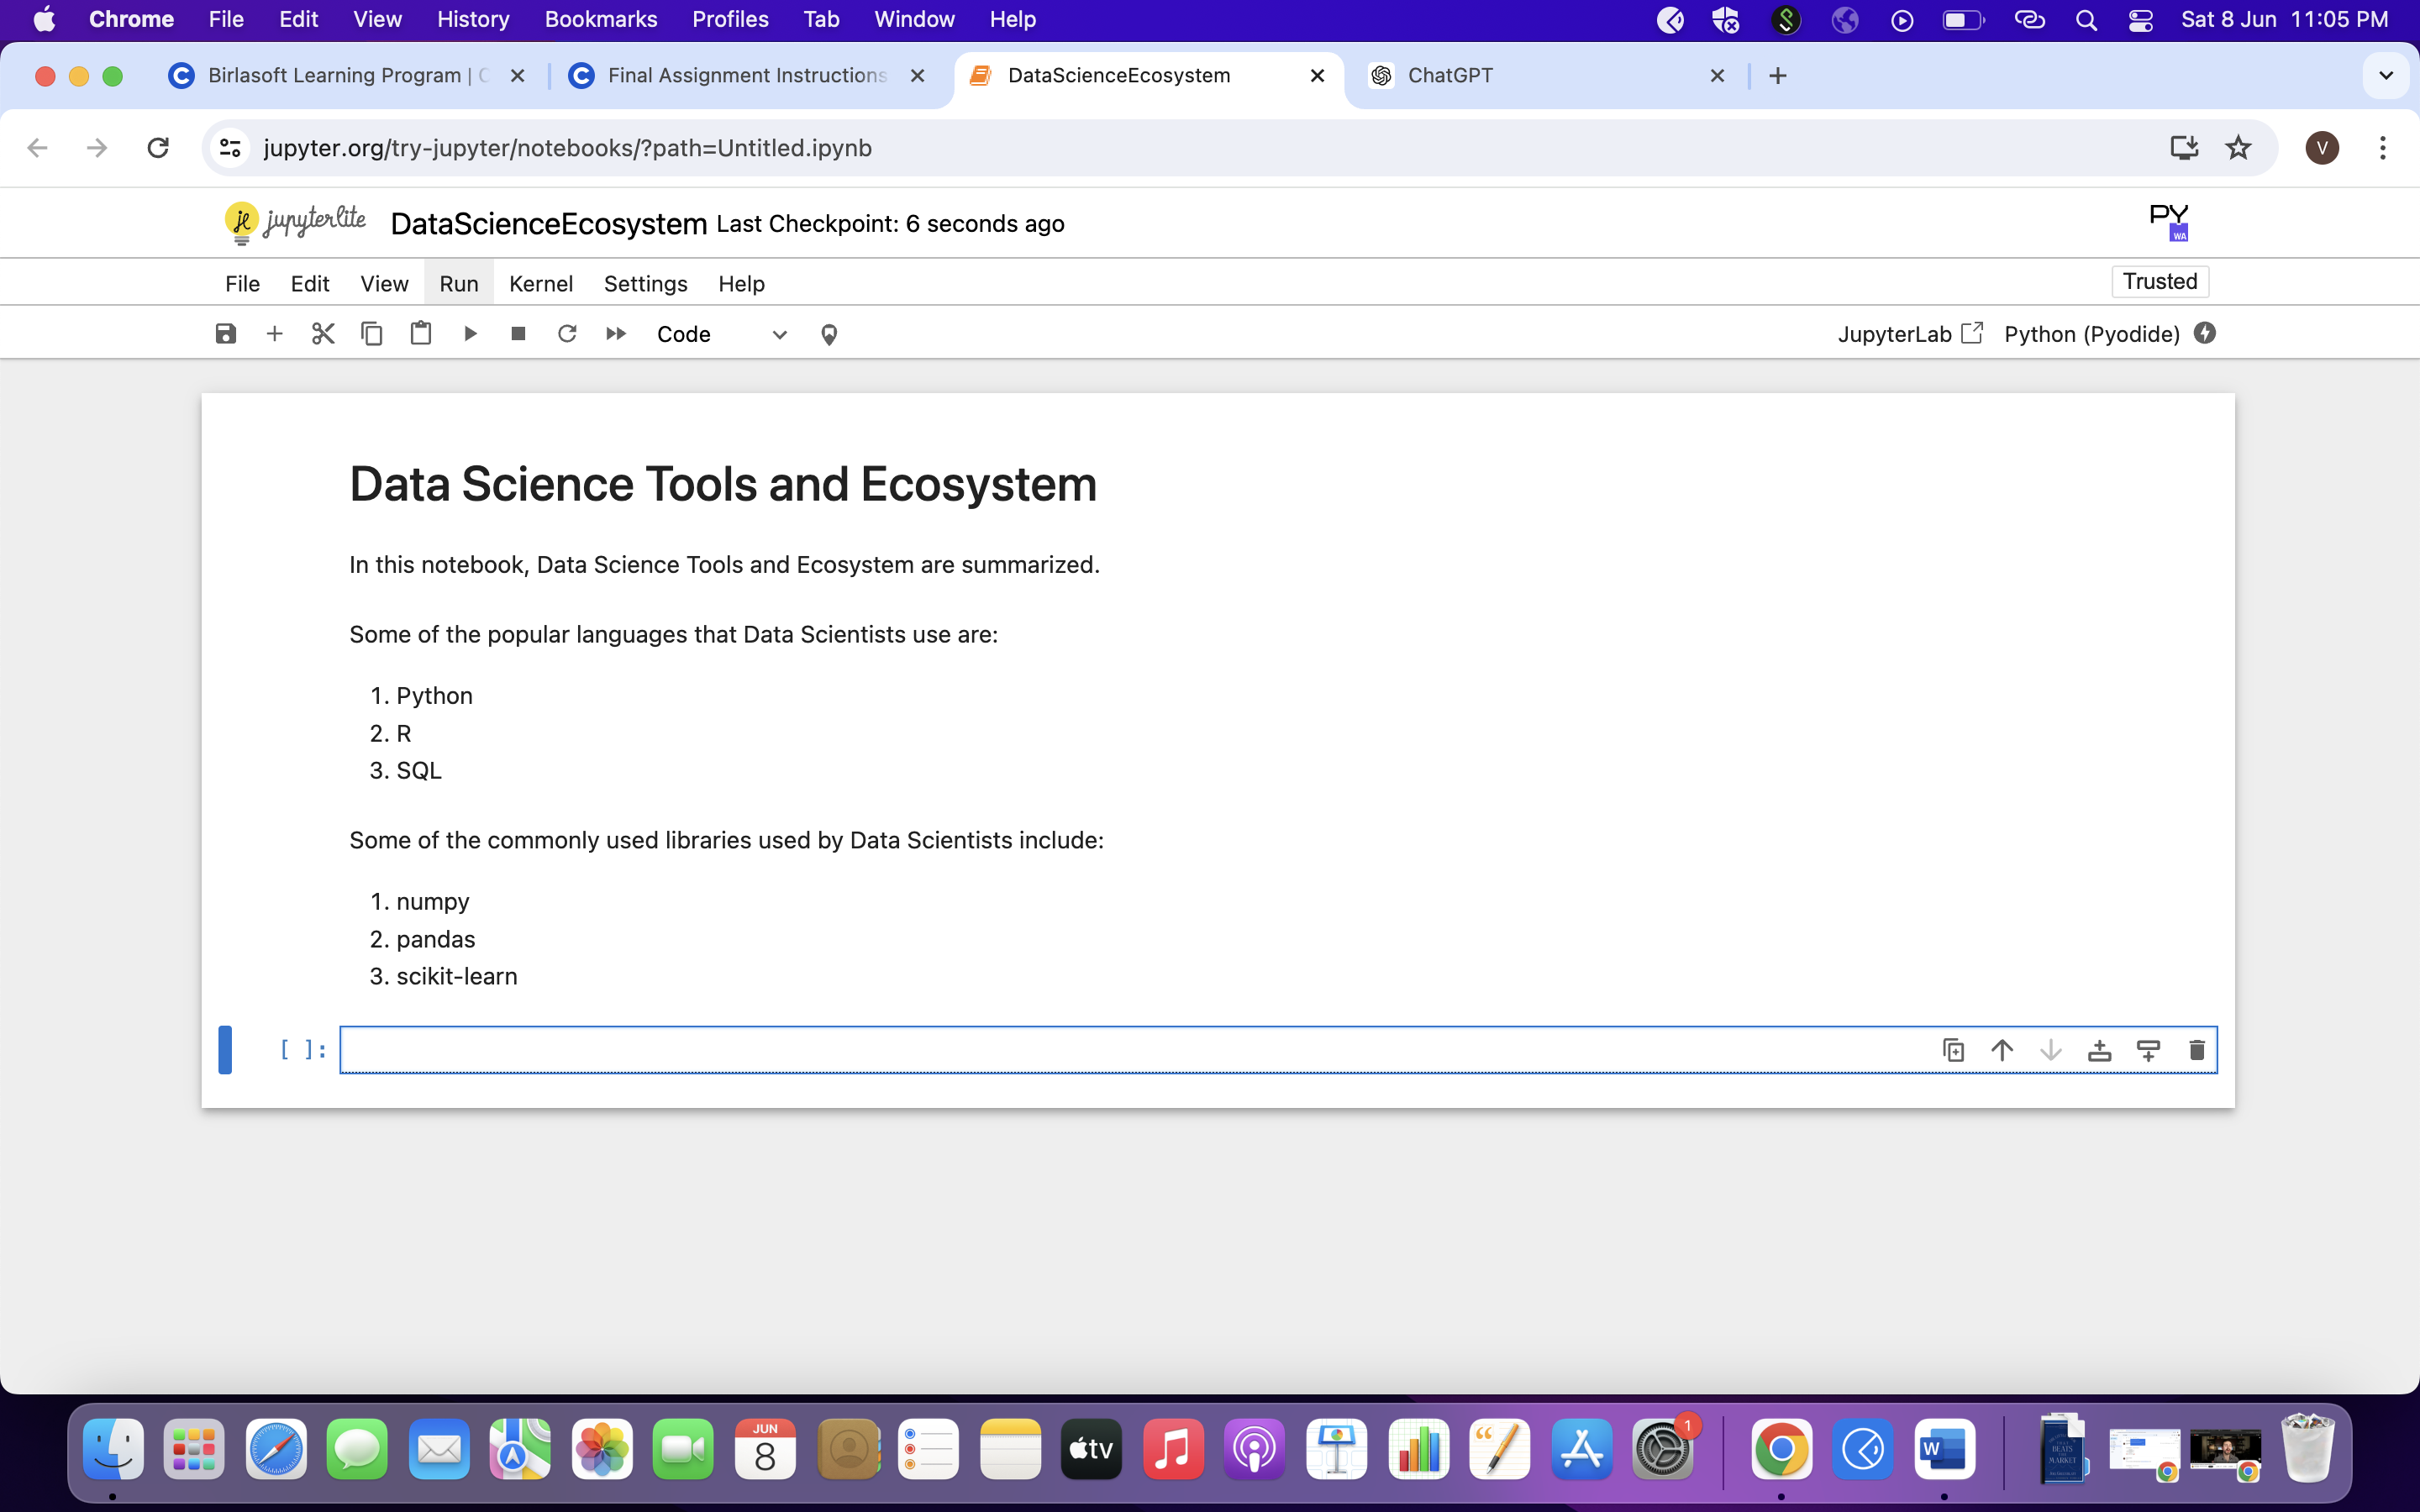 Chrome File Edit View History Bookmarks Profiles Tab Window Help Sat 8 Jun 11:05 PM
Birlasoft Learning Program | C Final Assignment Instructions DataScienceEcosystem ChatGPT
jupyter.org/try-jupyter/notebooks/?path=Untitled.ipynb V
jupyterlite DataScienceEcosystem Last Checkpoint: 6 seconds ago PY WA
File Edit View Run Kernel Settings Help Trusted
Code JupyterLab Python (Pyodide)
Data Science Tools and Ecosystem
In this notebook, Data Science Tools and Ecosystem are summarized.
Some of the popular languages that Data Scientists use are:
1. Python
2. R
3. SQL
Some of the commonly used libraries used by Data Scientists include:
1. numpy
2. pandas
3. scikit-learn
[ ]:
JUN
8
tv
1
W
BEATS
MARKET